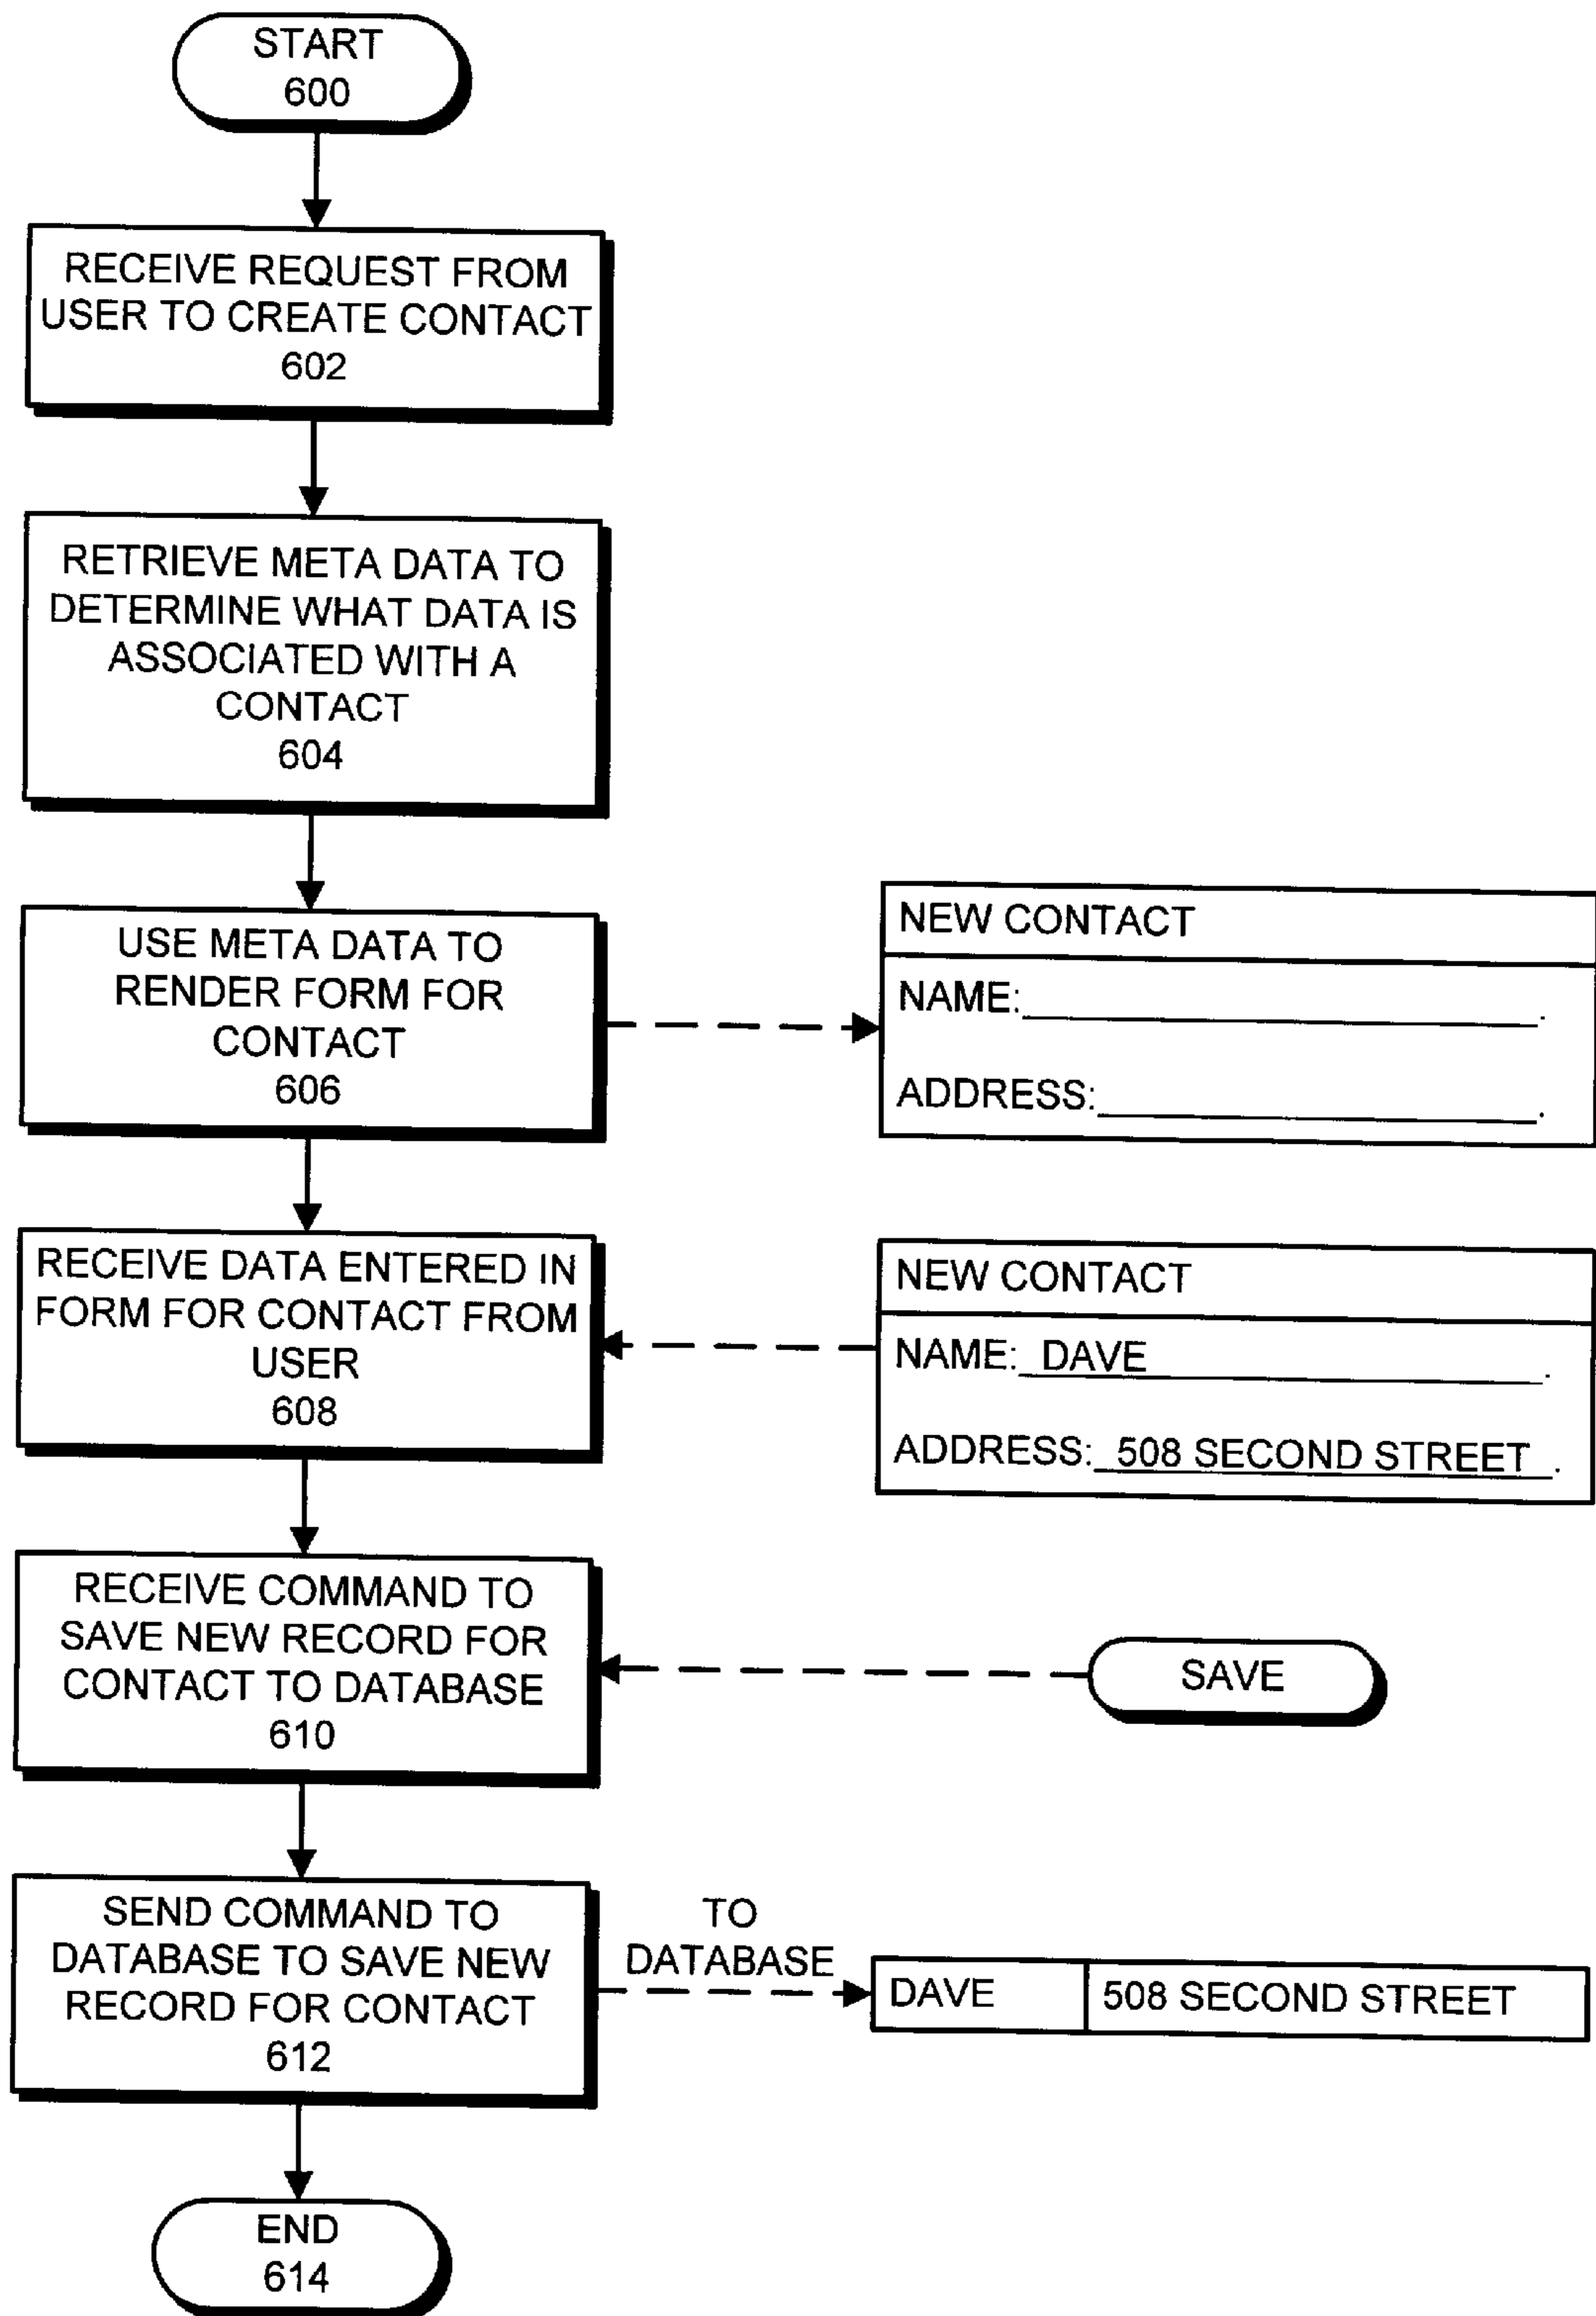 START
600
RECEIVE REQUEST FROM
USER TO CREATE CONTACT
602
RETRIEVE META DATA TO
DETERMINE WHAT DATA IS
ASSOCIATED WITH A
CONTACT
604
USE META DATA TO
RENDER FORM FOR
CONTACT
606
NEW CONTACT
NAME:
ADDRESS:
RECEIVE DATA ENTERED IN
FORM FOR CONTACT FROM
USER
608
NEW CONTACT
NAME: DAVE
ADDRESS: 508 SECOND STREET
RECEIVE COMMAND TO
SAVE NEW RECORD FOR
CONTACT TO DATABASE
610
SAVE
SEND COMMAND TO
DATABASE TO SAVE NEW
RECORD FOR CONTACT
612
TO
DATABASE
DAVE 508 SECOND STREET
END
614